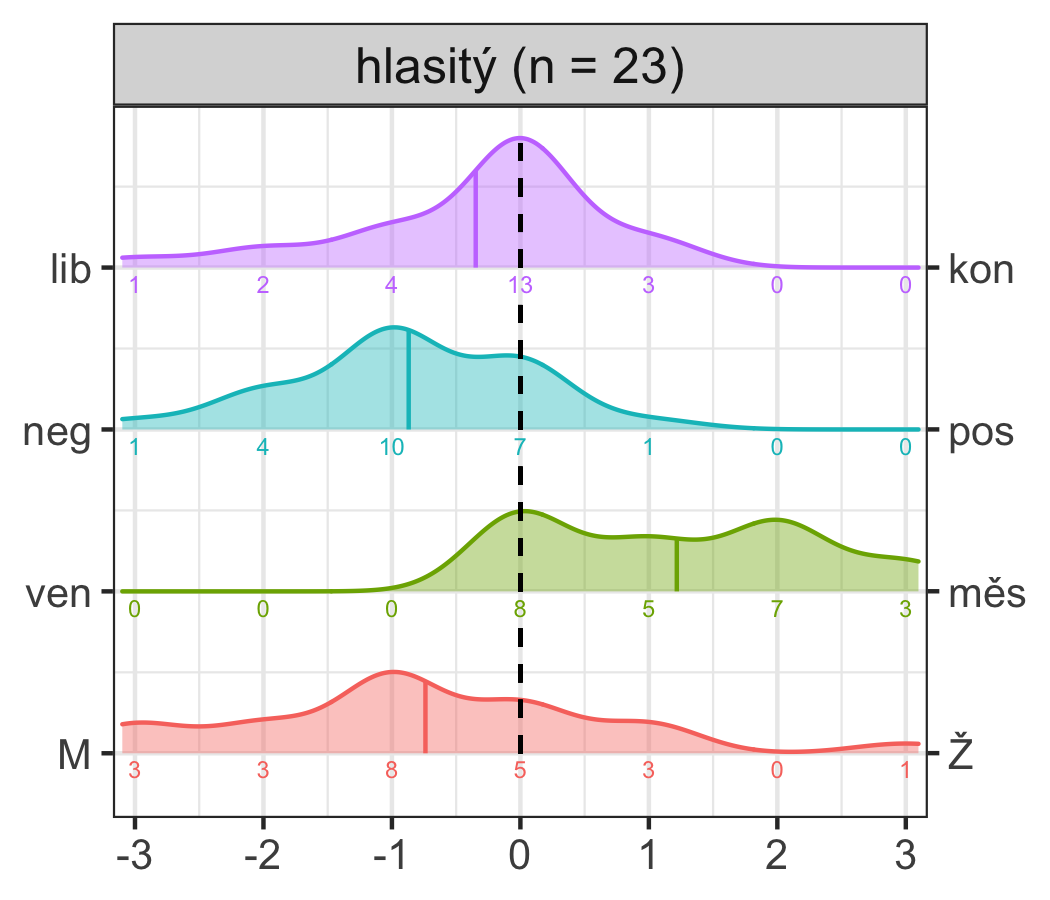 hlasitý (n = 23)
lib kon
1 2 4 13 3 0 0
neg pos
1 4 10 7 1 0 0
ven měs
0 0 0 8 5 7 3
M Ž
3 3 8 5 3 0 1
-3 -2 -1 0 1 2 3